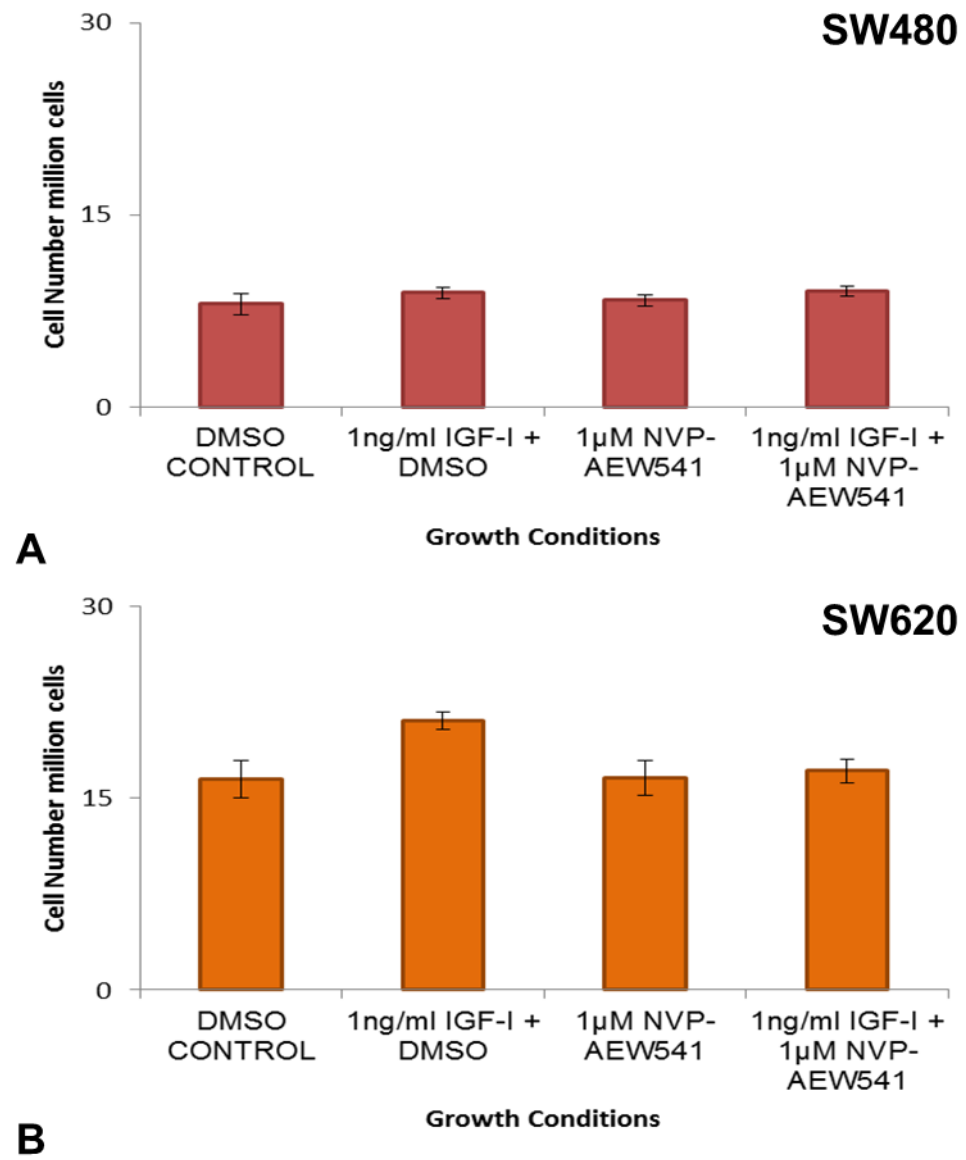 SW480
30
15
0
Cell Number million cells
DMSO
CONTROL
1ng/ml IGF-I +
DMSO
1µM NVP-
AEW541
1ng/ml IGF-I +
1µM NVP-
AEW541
Growth Conditions
A
SW620
30
15
0
Cell Number million cells
DMSO
CONTROL
1ng/ml IGF-I +
DMSO
1µM NVP-
AEW541
1ng/ml IGF-I +
1µM NVP-
AEW541
Growth Conditions
B